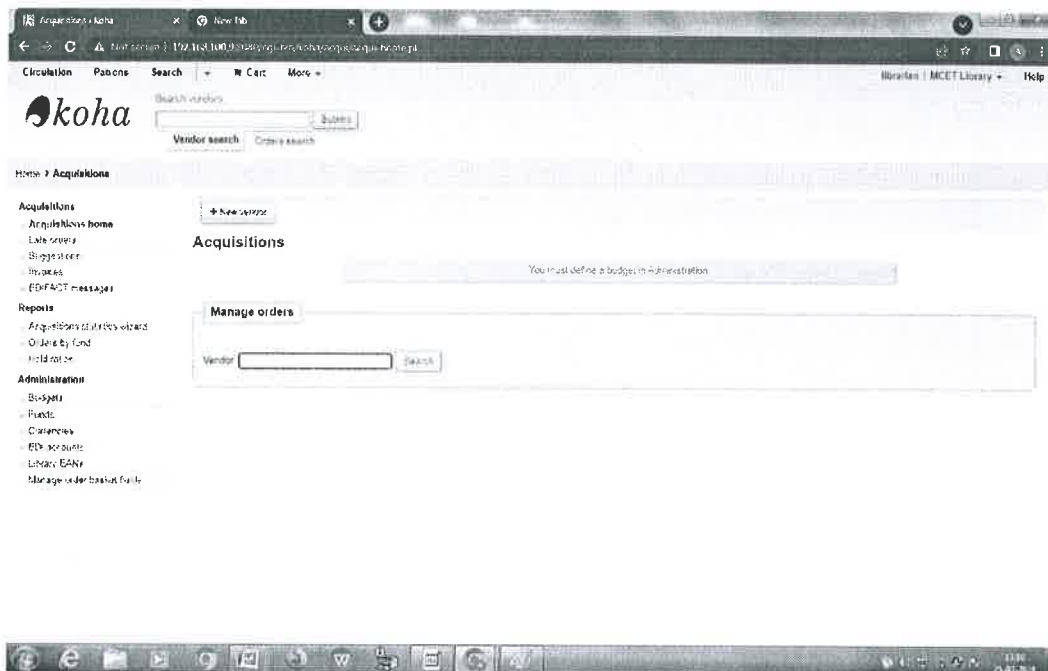 Acquisitions › Koha
New Tab
Circulation Patrons Search Cart More
librarian | MCET Library Help
koha
Search vendors
Submit
Vendor search Orders search
Home > Acquisitions
Acquisitions
Acquisitions home
Late orders
Suggestions
Invoices
EDIFACT messages
Reports
Acquisitions statistics wizard
Orders by fund
Hold ratios
Administration
Budgets
Funds
Currencies
EDI accounts
Library EANs
Manage order basket fields
+ New vendor
Acquisitions
You must define a budget in Administration
Manage orders
Vendor Search